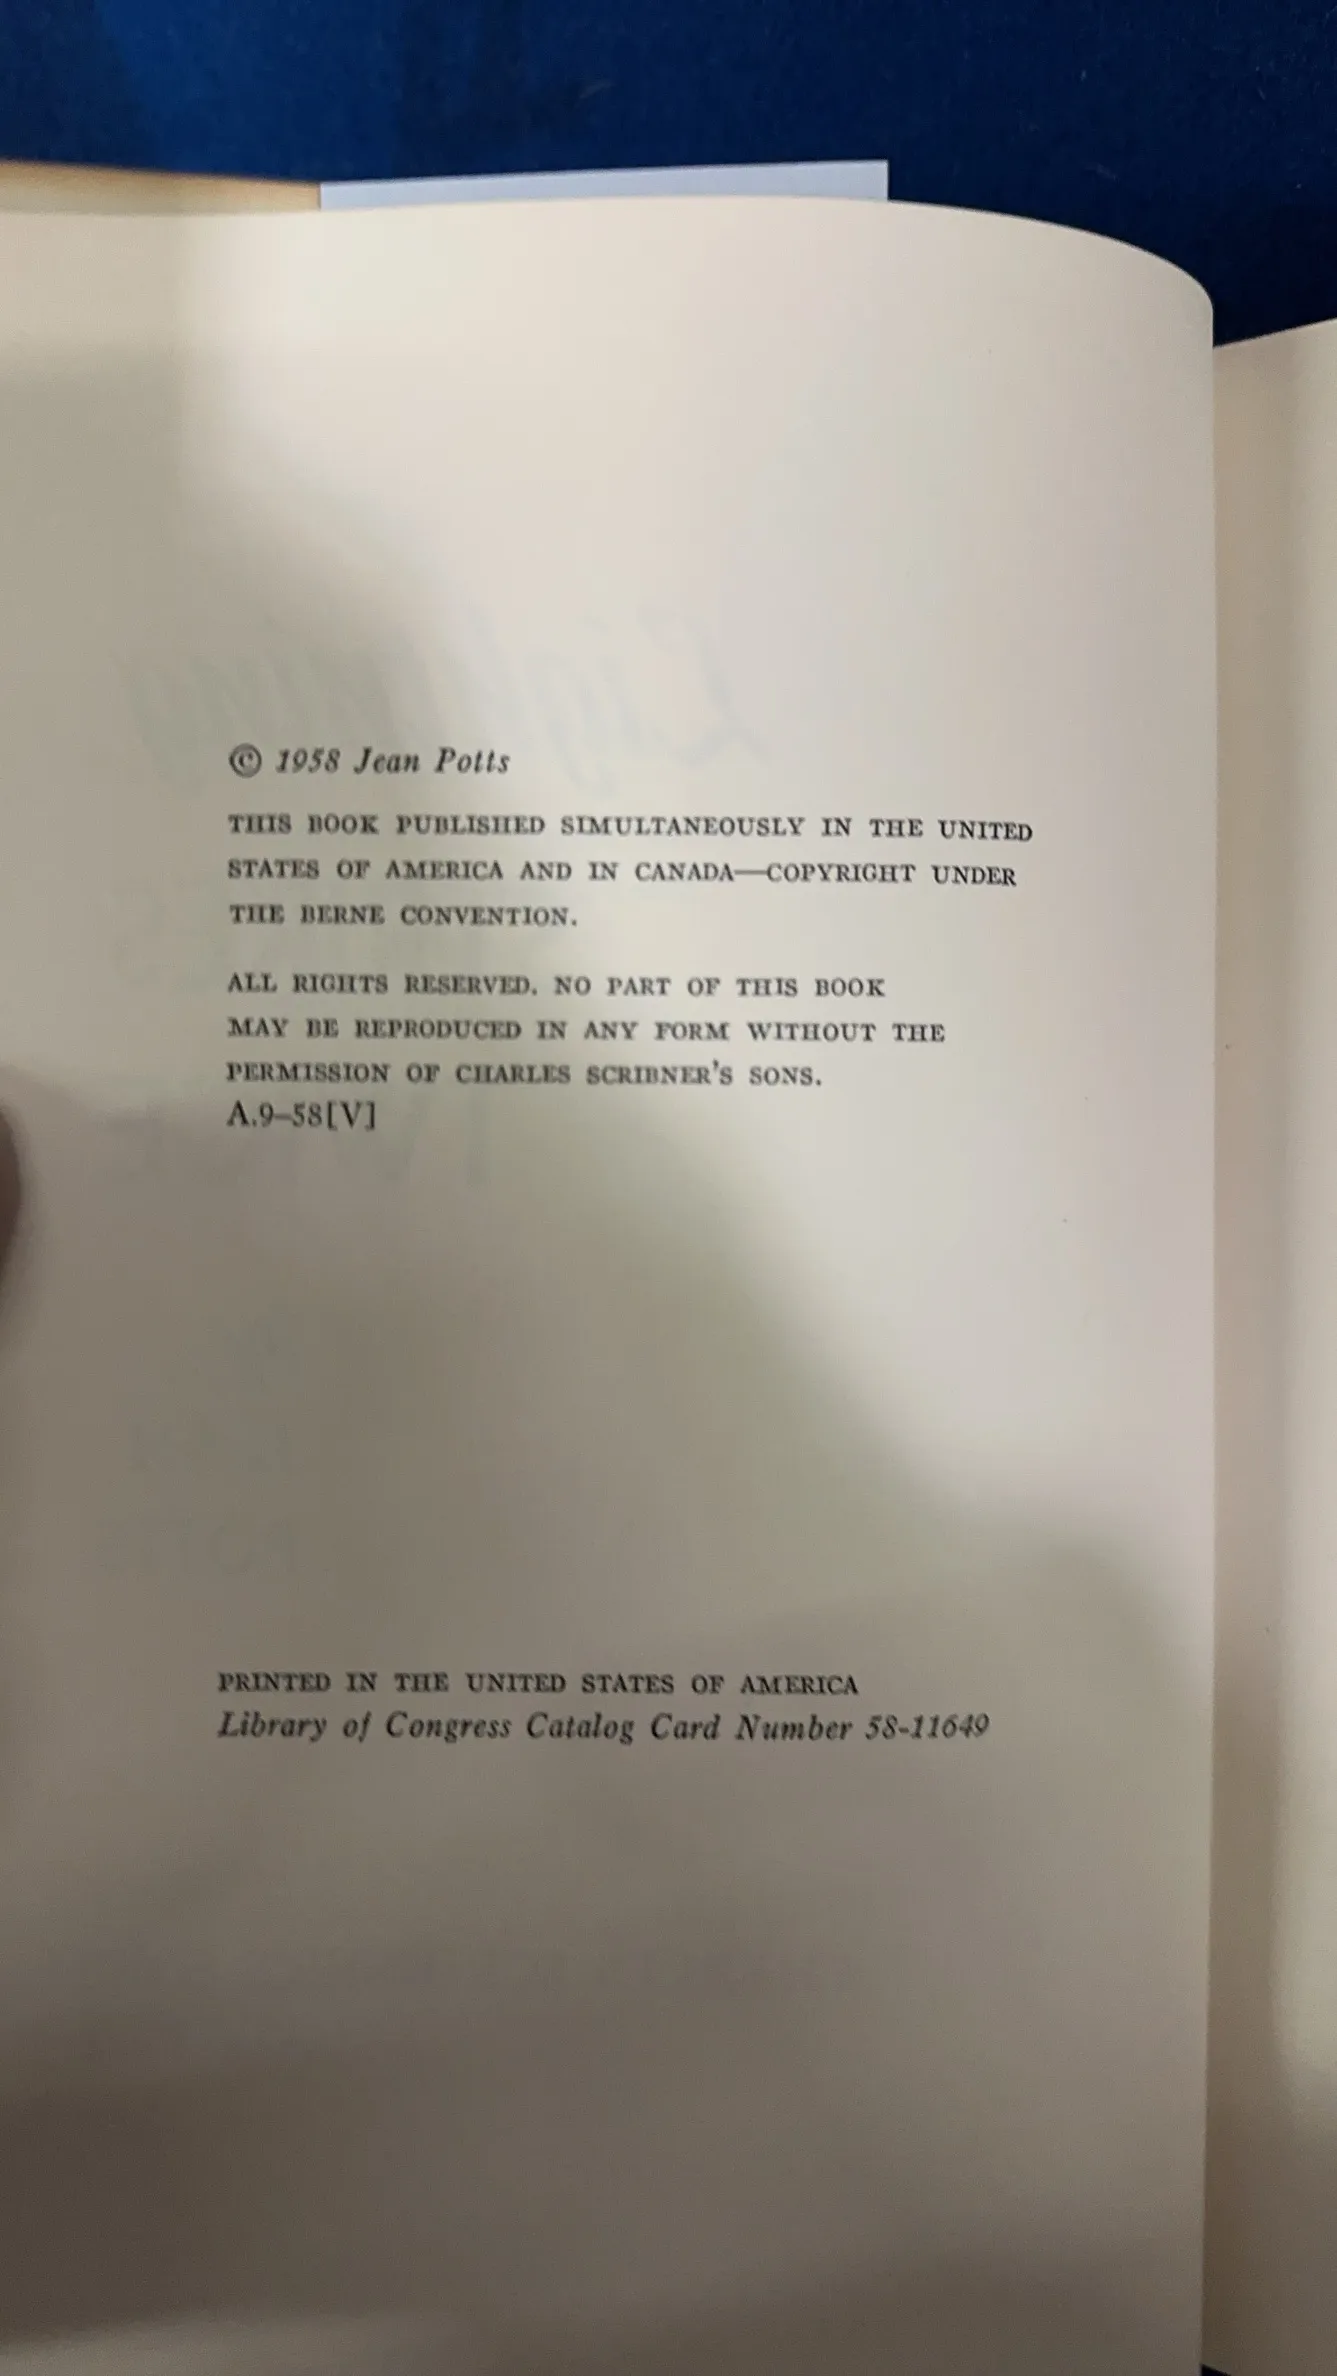 © 1958 Jean Potts
THIS BOOK PUBLISHED SIMULTANEOUSLY IN THE UNITED
STATES OF AMERICA AND IN CANADA—COPYRIGHT UNDER
THE BERNE CONVENTION.
ALL RIGHTS RESERVED. NO PART OF THIS BOOK
MAY BE REPRODUCED IN ANY FORM WITHOUT THE
PERMISSION OF CHARLES SCRIBNER'S SONS.
A.9–58[V]
PRINTED IN THE UNITED STATES OF AMERICA
Library of Congress Catalog Card Number 58-11649